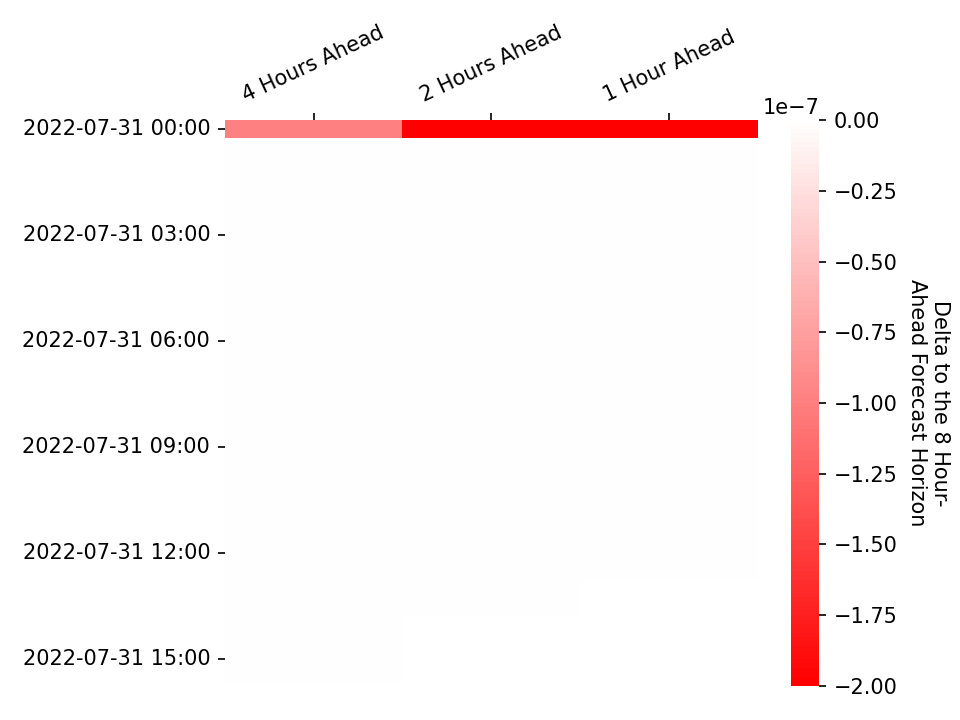 4 Hours Ahead
2 Hours Ahead
1 Hour Ahead
2022-07-31 00:00
2022-07-31 03:00
2022-07-31 06:00
2022-07-31 09:00
2022-07-31 12:00
2022-07-31 15:00
1e−7
0.00
−0.25
−0.50
−0.75
−1.00
−1.25
−1.50
−1.75
−2.00
Delta to the 8 Hour-
Ahead Forecast Horizon